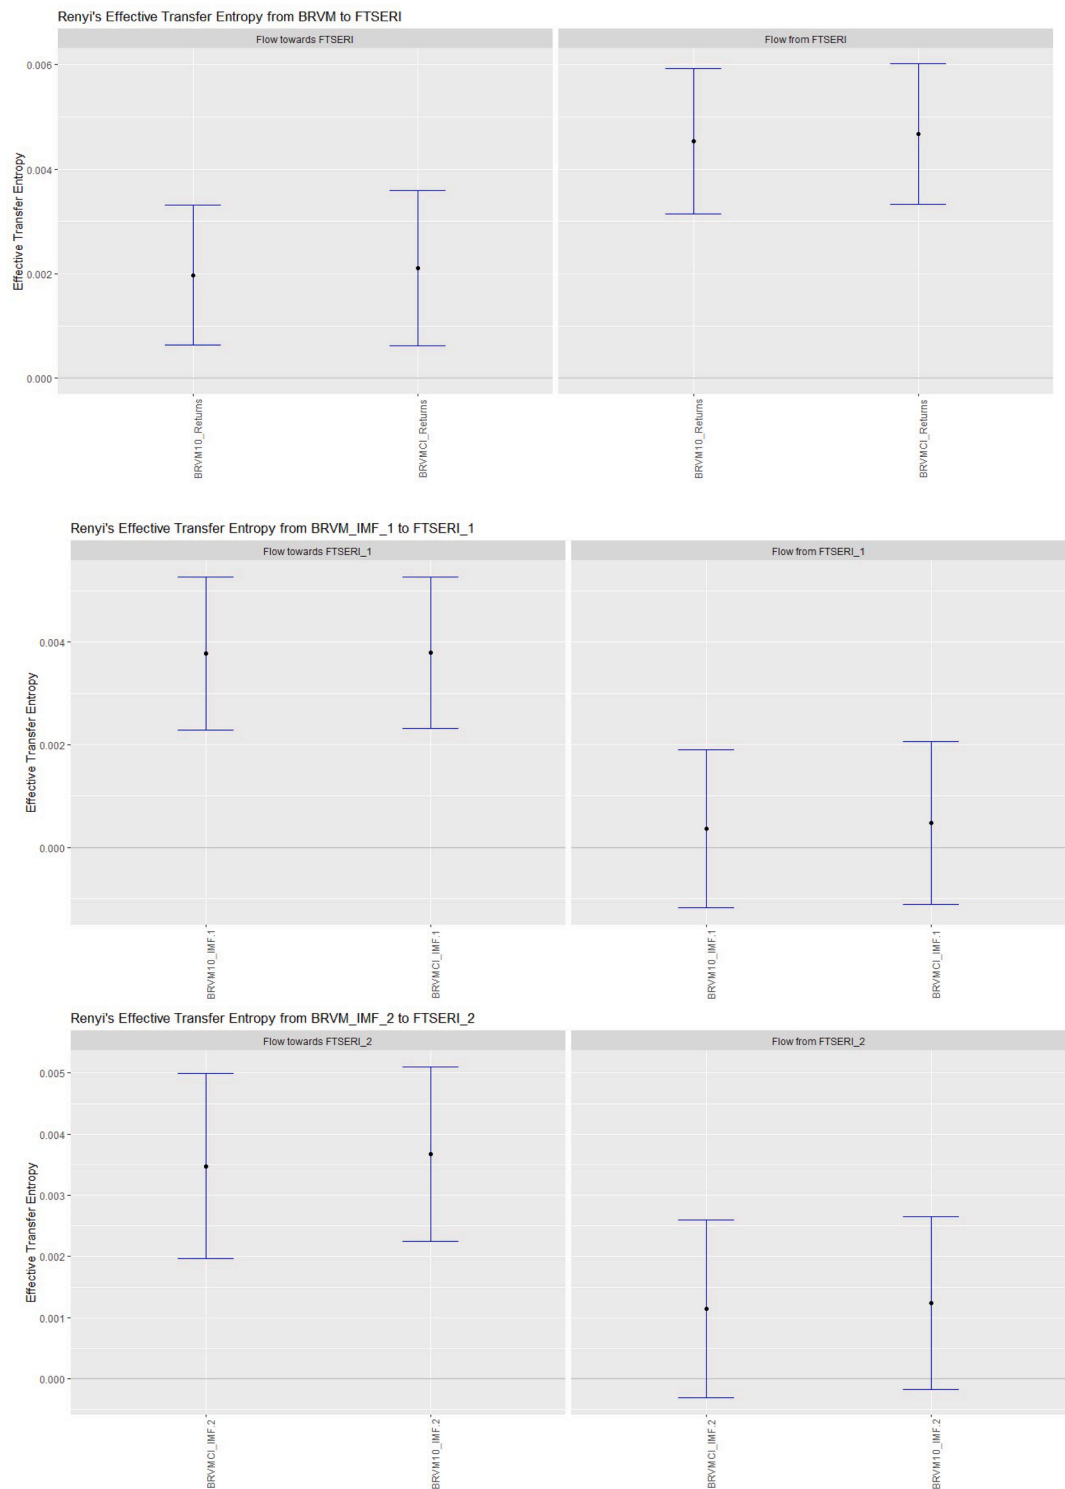 Renyi's Effective Transfer Entropy from BRVM to FTSERI
Flow towards FTSERI
Flow from FTSERI
Effective Transfer Entropy
0.006
0.004
0.002
0.000
BRVM10_Returns
BRVMCI_Returns
BRVM10_Returns
BRVMCI_Returns
Renyi's Effective Transfer Entropy from BRVM_IMF_1 to FTSERI_1
Flow towards FTSERI_1
Flow from FTSERI_1
Effective Transfer Entropy
0.004
0.002
0.000
BRVM10_IMF.1
BRVMCI_IMF.1
BRVM10_IMF.1
BRVMCI_IMF.1
Renyi's Effective Transfer Entropy from BRVM_IMF_2 to FTSERI_2
Flow towards FTSERI_2
Flow from FTSERI_2
Effective Transfer Entropy
0.005
0.004
0.003
0.002
0.001
0.000
BRVMCI_IMF.2
BRVM10_IMF.2
BRVMCI_IMF.2
BRVM10_IMF.2